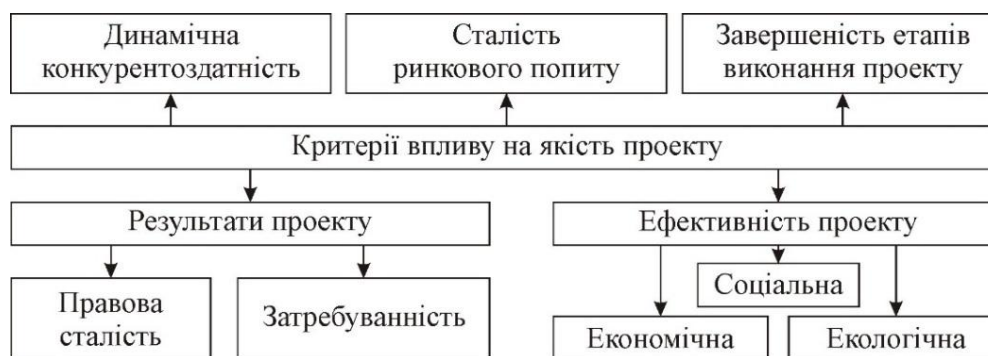 Динамічна
конкурентоздатність
Сталість
ринкового попиту
Завершеність етапів
виконання проекту
Критерії впливу на якість проекту
Результати проекту
Ефективність проекту
Правова
сталість
Затребуванність
Соціальна
Економічна
Екологічна